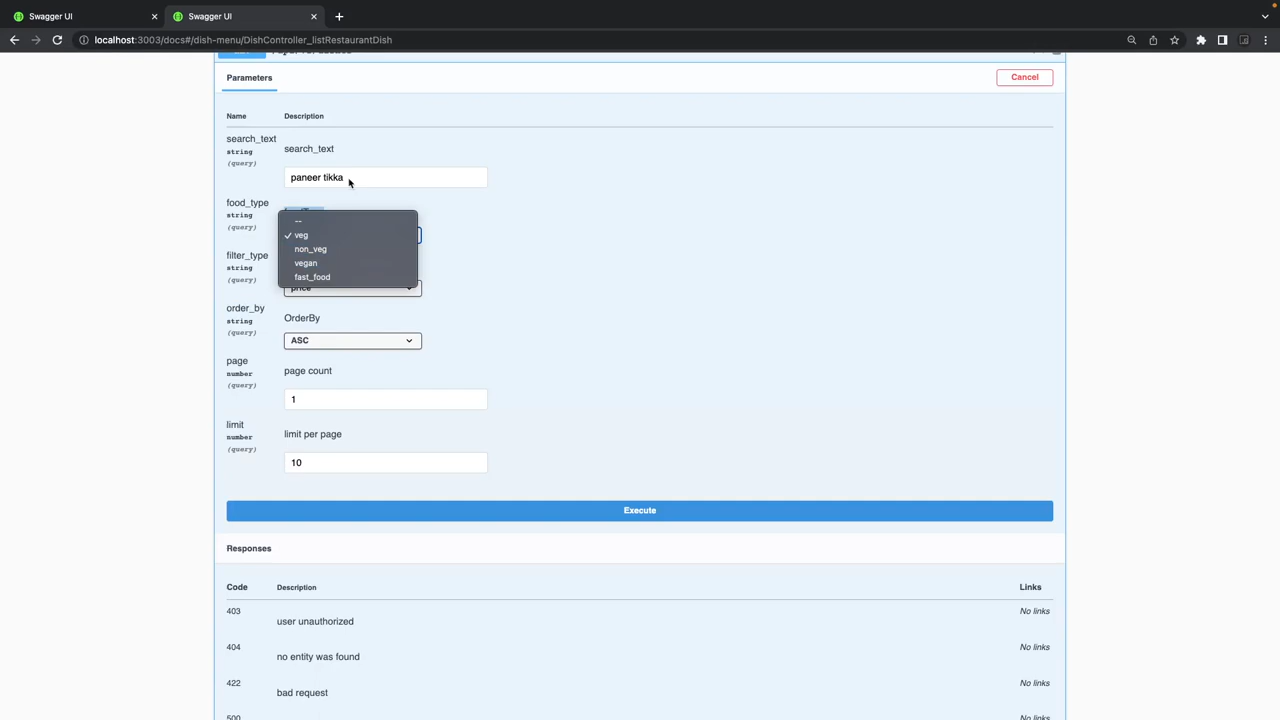 Swagger UI
Swagger UI
localhost:3003/docs#/dish-menu/DishController_listRestaurantDish
Parameters
Cancel
Name
Description
search_text
string
(query)
search_text
paneer tikka
food_type
string
(query)
--
veg
non_veg
vegan
fast_food
filter_type
string
(query)
price
order_by
string
(query)
OrderBy
ASC
page
number
(query)
page count
1
limit
number
(query)
limit per page
10
Execute
Responses
Code
Description
Links
403
user unauthorized
No links
404
no entity was found
No links
422
bad request
No links
500
No links